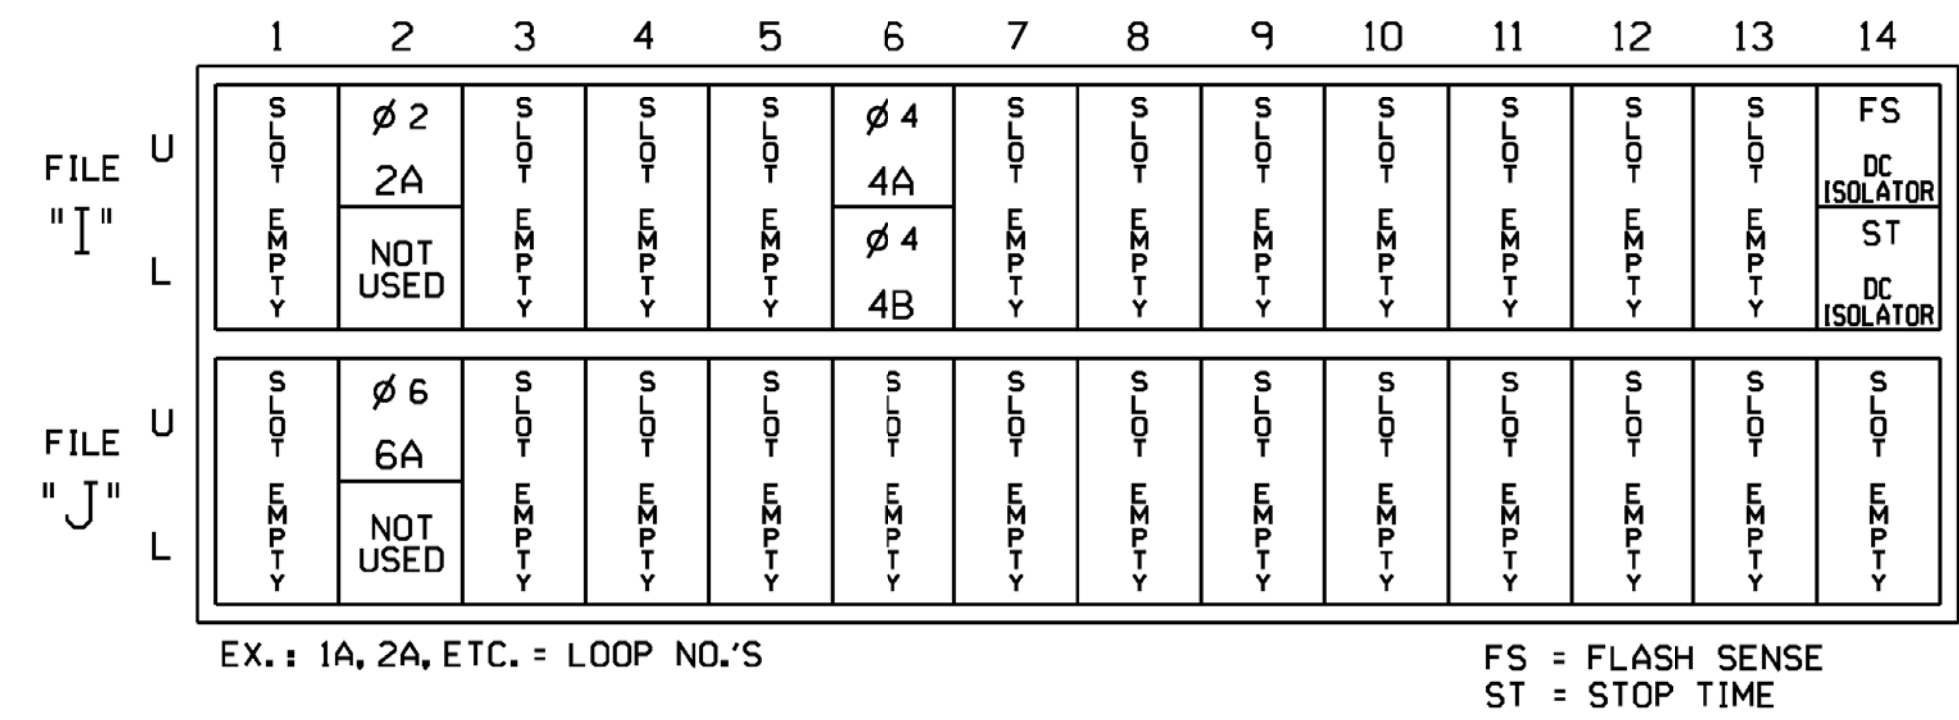 1 2 3 4 5 6 7 8 9 10 11 12 13 14
FILE "I"
U
L
SLOT EMPTY
Ø 2
2A
NOT USED
SLOT EMPTY
SLOT EMPTY
SLOT EMPTY
Ø 4
4A
Ø 4
4B
SLOT EMPTY
SLOT EMPTY
SLOT EMPTY
SLOT EMPTY
SLOT EMPTY
SLOT EMPTY
SLOT EMPTY
FS
DC
ISOLATOR
ST
DC
ISOLATOR
FILE "J"
U
L
SLOT EMPTY
Ø 6
6A
NOT USED
SLOT EMPTY
SLOT EMPTY
SLOT EMPTY
SLOT EMPTY
SLOT EMPTY
SLOT EMPTY
SLOT EMPTY
SLOT EMPTY
SLOT EMPTY
SLOT EMPTY
SLOT EMPTY
SLOT EMPTY
EX.: 1A, 2A, ETC. = LOOP NO.'S
FS = FLASH SENSE
ST = STOP TIME